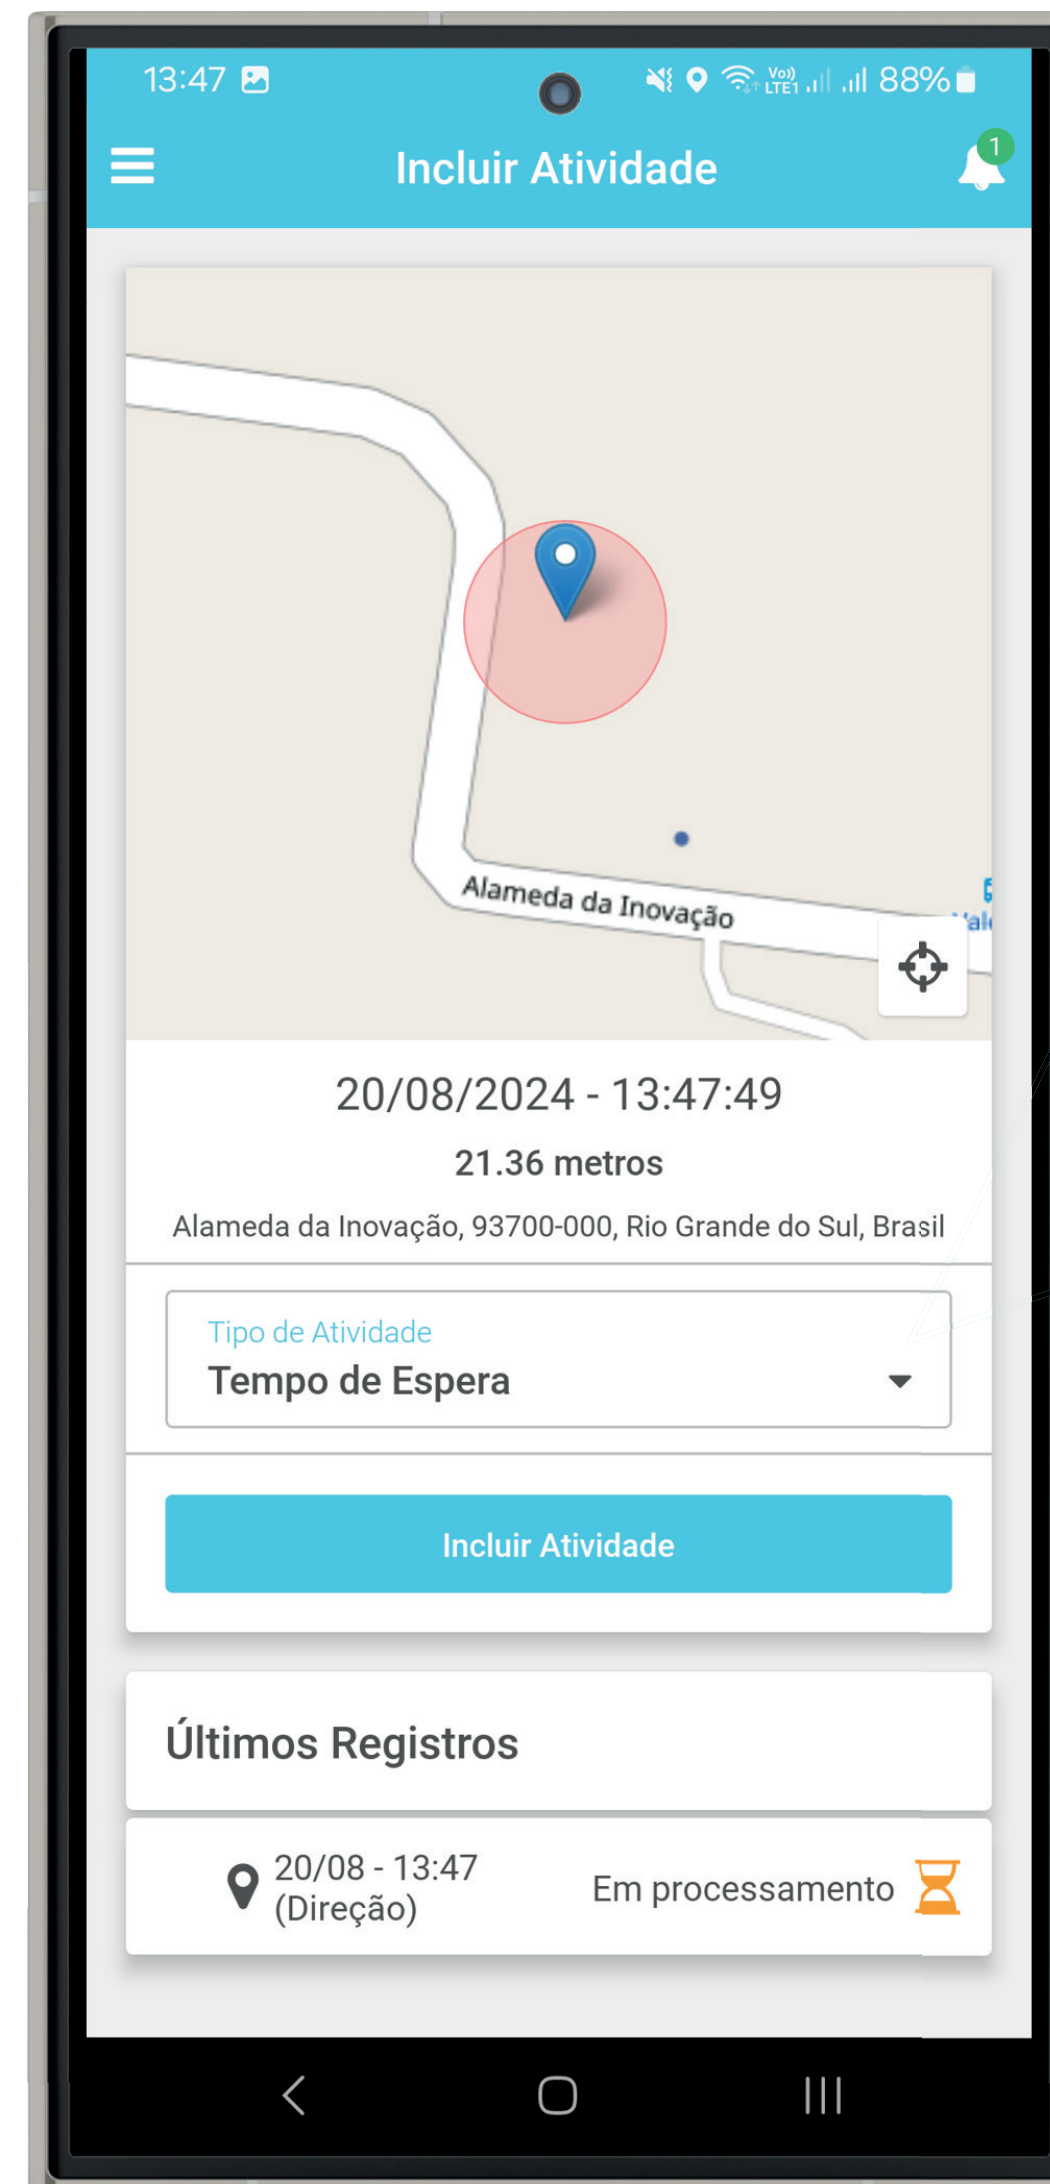 13:47
Vo))
LTE1
88%
Incluir Atividade
1
Alameda da Inovação
20/08/2024 - 13:47:49
21.36 metros
Alameda da Inovação, 93700-000, Rio Grande do Sul, Brasil
Tipo de Atividade
Tempo de Espera
Incluir Atividade
Últimos Registros
20/08 - 13:47
(Direção)
Em processamento